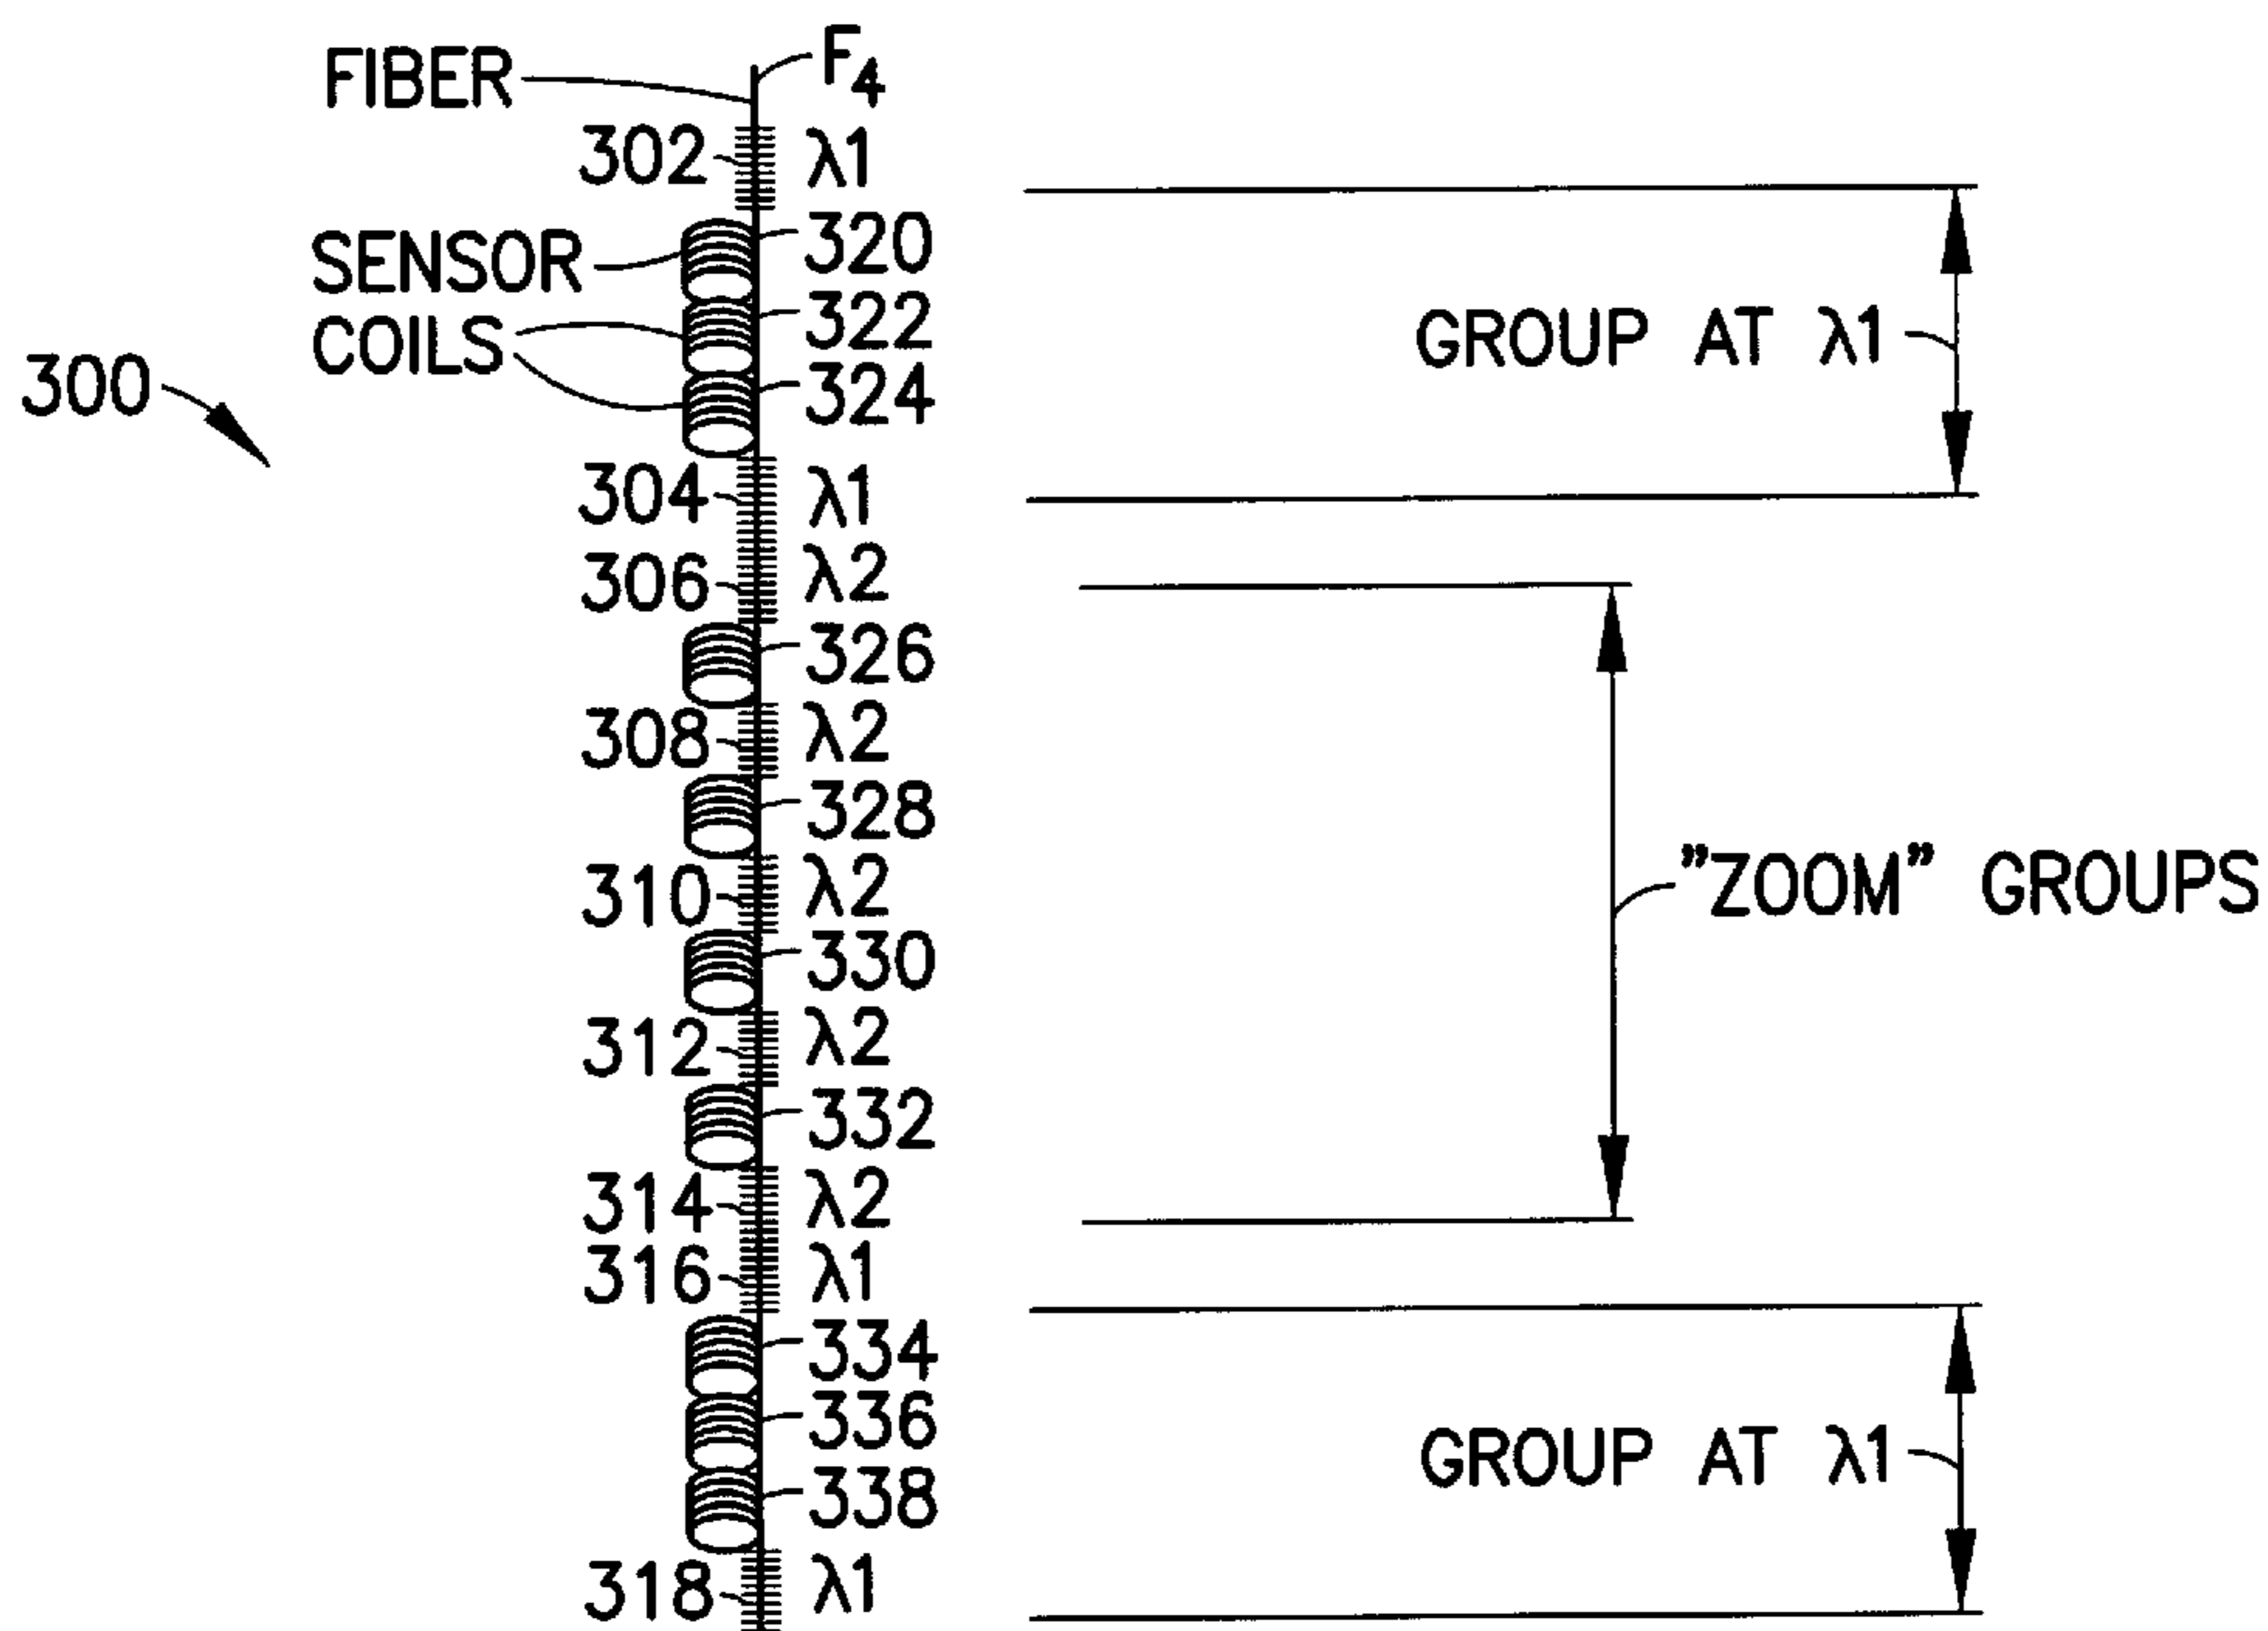 FIBER F4
302 λ1
SENSOR 320
COILS 322
324
300
GROUP AT λ1
304 λ1
306 λ2
326
308 λ2
328
310 λ2
"ZOOM" GROUPS
330
312 λ2
332
314 λ2
316 λ1
334
336
338
GROUP AT λ1
318 λ1